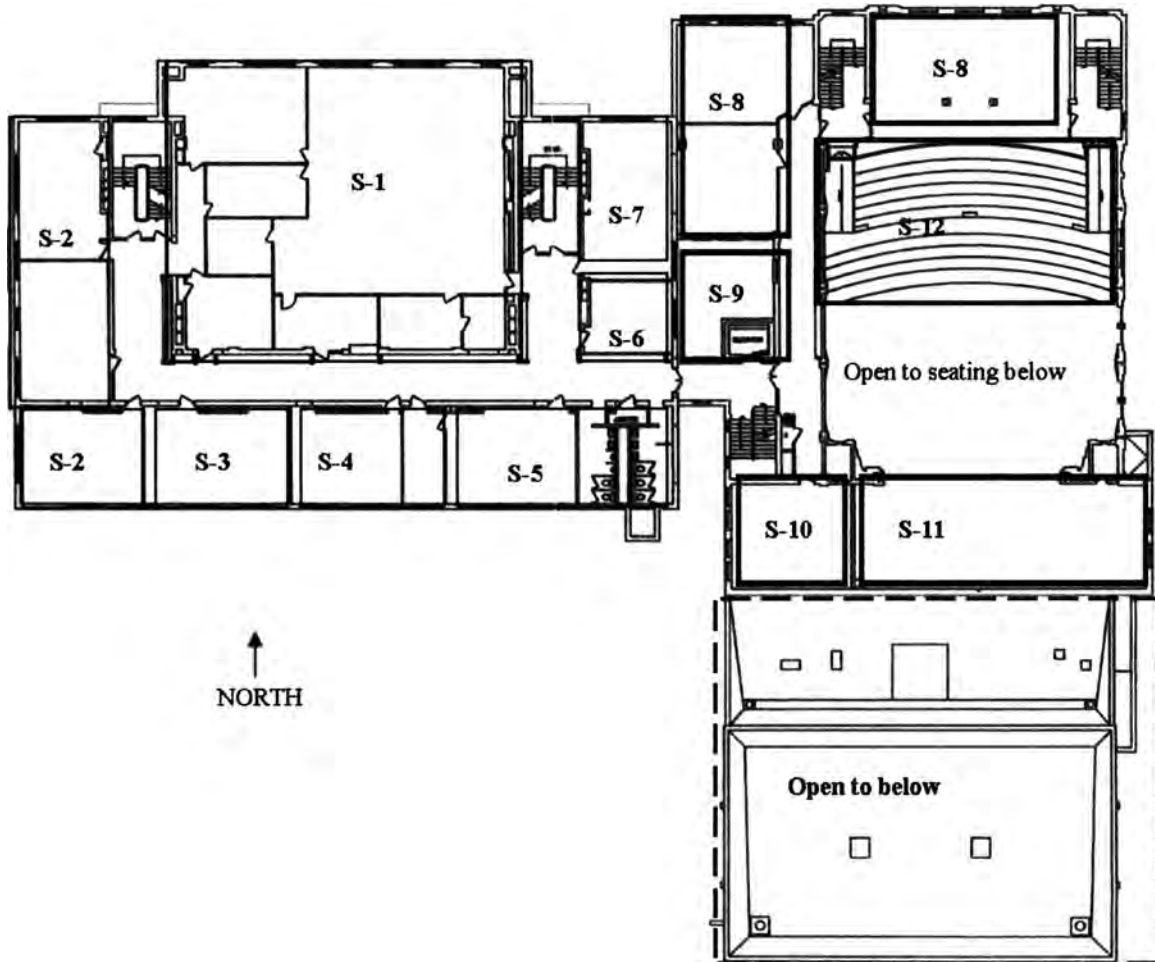 S-8
S-8
S-1
S-7
S-2
S-12
S-9
S-6
Open to seating below
S-2
S-3
S-4
S-5
S-10
S-11
NORTH
Open to below